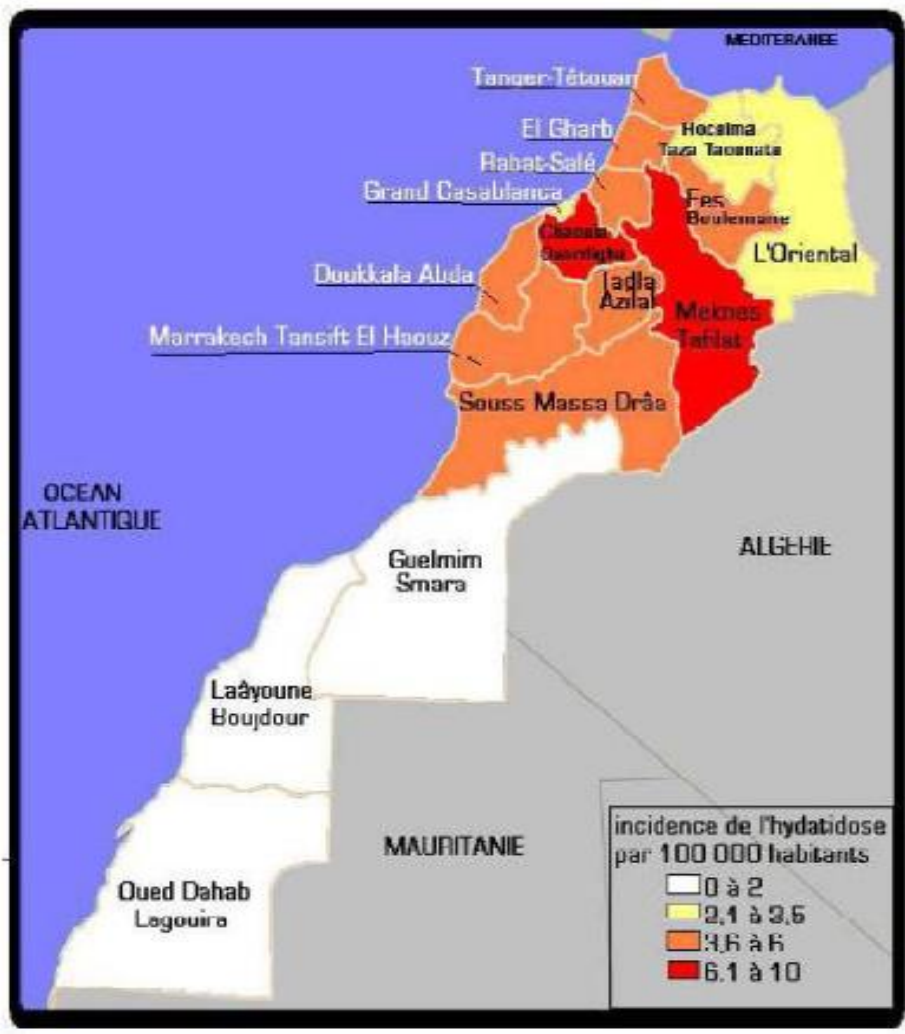 MEDITERANEE
Tanger-Tétouan
El Gharb
Hoceima
Taza Taounate
Rabat-Salé
Grand Casablanca
Fes
Boulemane
Chaouia
Ouardigha
L'Oriental
Doukkala Abda
Tadla
Azilal
Meknes
Tafilat
Marrakech Tansift El Haouz
Souss Massa Drâa
OCEAN
ATLANTIQUE
ALGERIE
Guelmim
Smara
Laâyoune
Boujdour
MAURITANIE
Oued Dahab
Lagouira
incidence de l'hydatidose
par 100 000 habitants
0 à 2
2,1 à 3,5
3,6 à 6
6.1 à 10